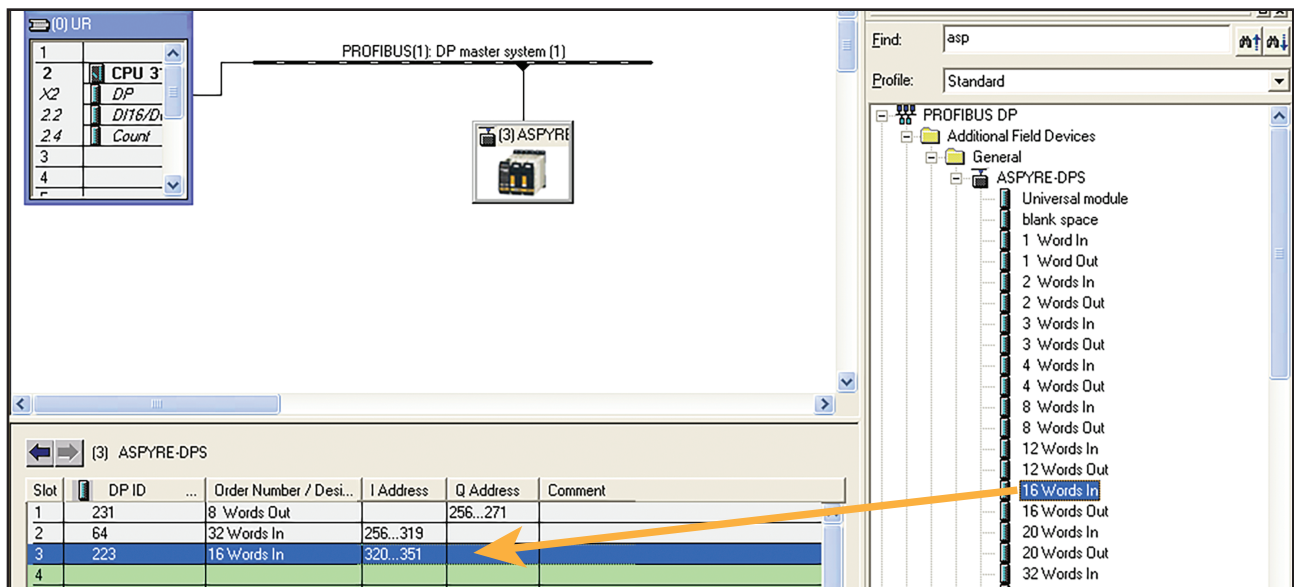 (0) UR
1
2 CPU 31
X2 DP
2.2 DI16/D
2.4 Count
3
4
PROFIBUS(1): DP master system (1)
(3) ASPYRE
(3) ASPYRE-DPS
Slot DP ID ... Order Number / Desi... I Address Q Address Comment
1 231 8 Words Out 256...271
2 64 32 Words In 256...319
3 223 16 Words In 320...351
4
Find: asp
Profile: Standard
PROFIBUS DP
Additional Field Devices
General
ASPYRE-DPS
Universal module
blank space
1 Word In
1 Word Out
2 Words In
2 Words Out
3 Words In
3 Words Out
4 Words In
4 Words Out
8 Words In
8 Words Out
12 Words In
12 Words Out
16 Words In
16 Words Out
20 Words In
20 Words Out
32 Words In